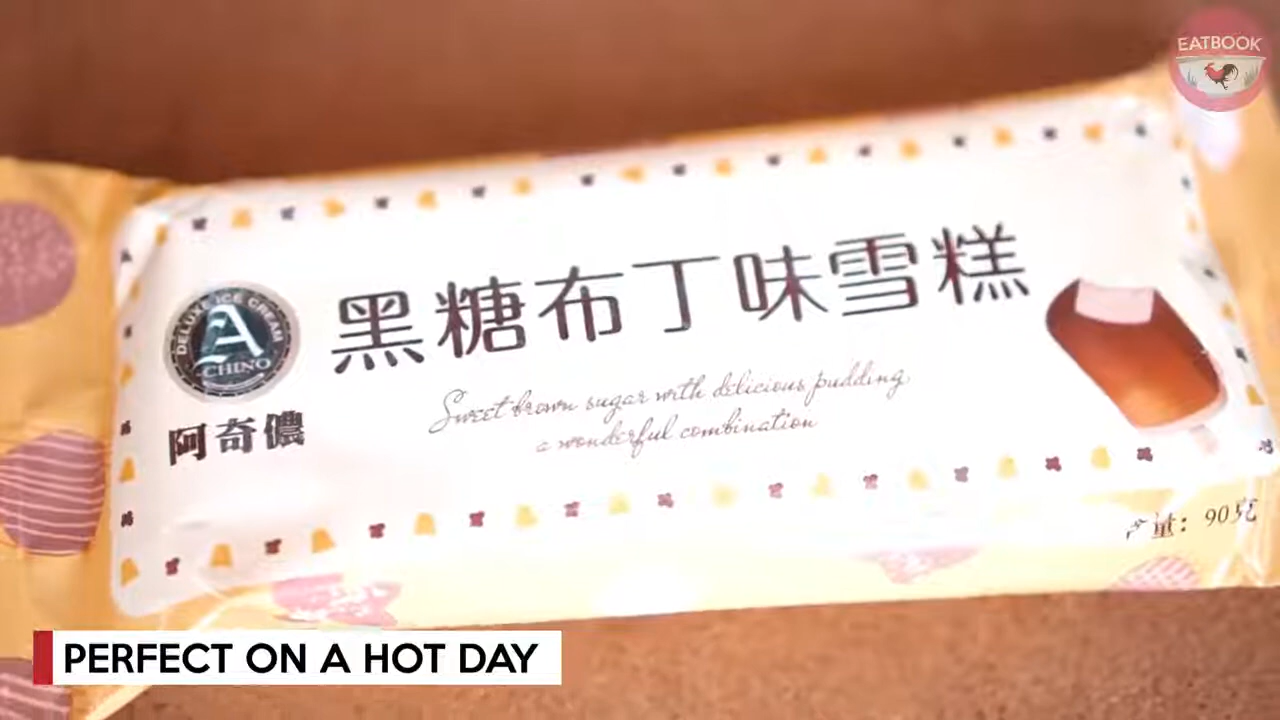 EATBOOK
黑糖布丁味雪糕
DELUXE ICE CREAM
A
CHINO
阿奇儂
Sweet brown sugar with delicious pudding
a wonderful combination
含量：90克
PERFECT ON A HOT DAY